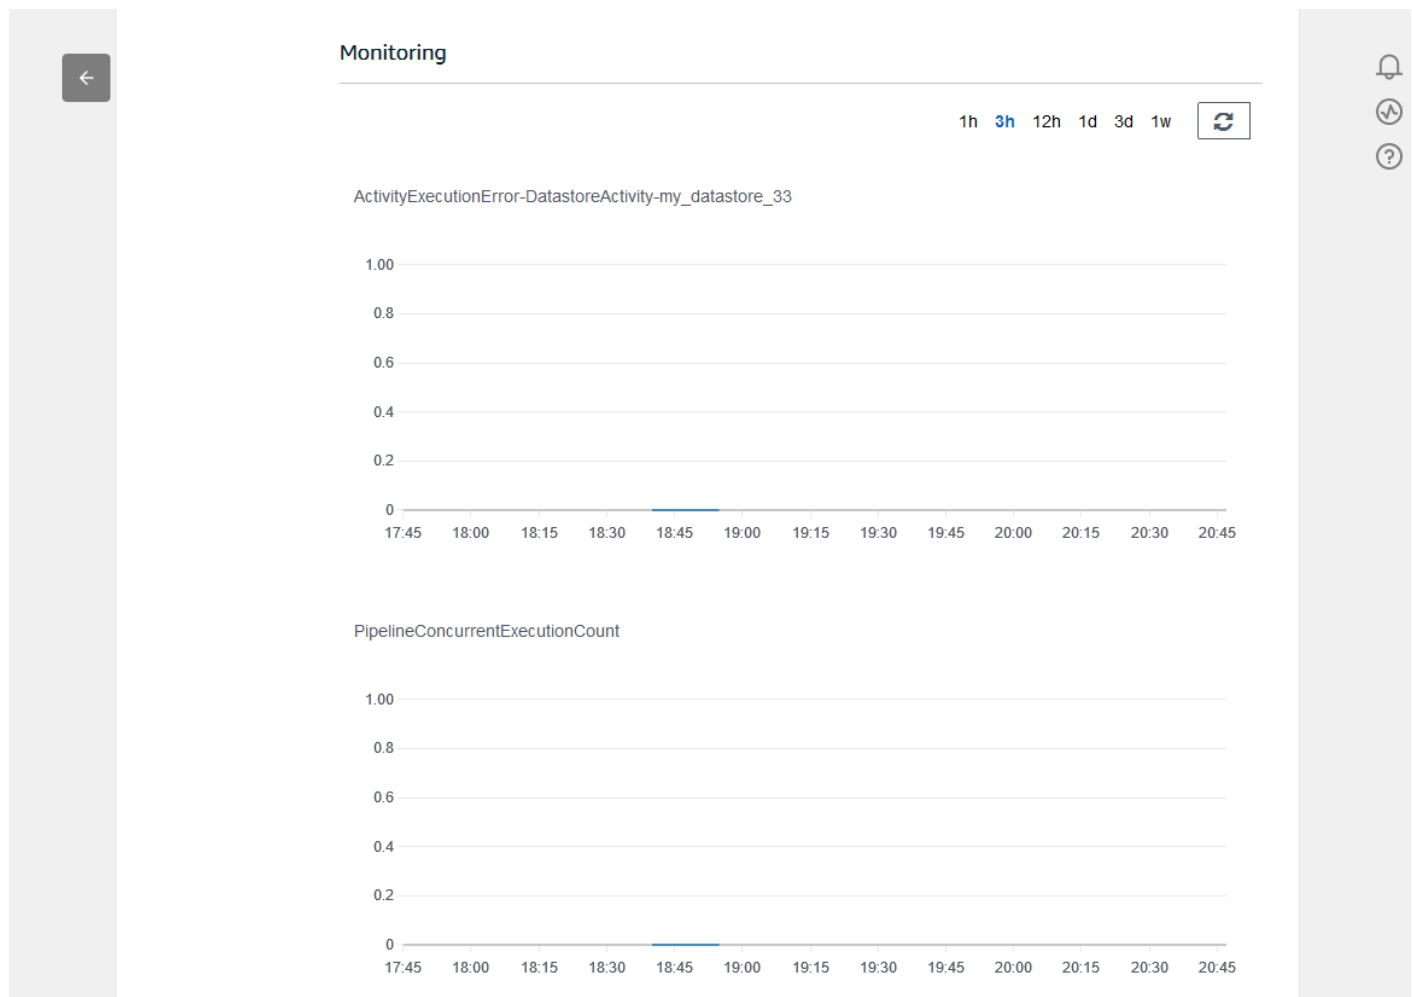 Monitoring
1h 3h 12h 1d 3d 1w
ActivityExecutionError-DatastoreActivity-my_datastore_33
1.00
0.8
0.6
0.4
0.2
0
17:45 18:00 18:15 18:30 18:45 19:00 19:15 19:30 19:45 20:00 20:15 20:30 20:45
PipelineConcurrentExecutionCount
1.00
0.8
0.6
0.4
0.2
0
17:45 18:00 18:15 18:30 18:45 19:00 19:15 19:30 19:45 20:00 20:15 20:30 20:45